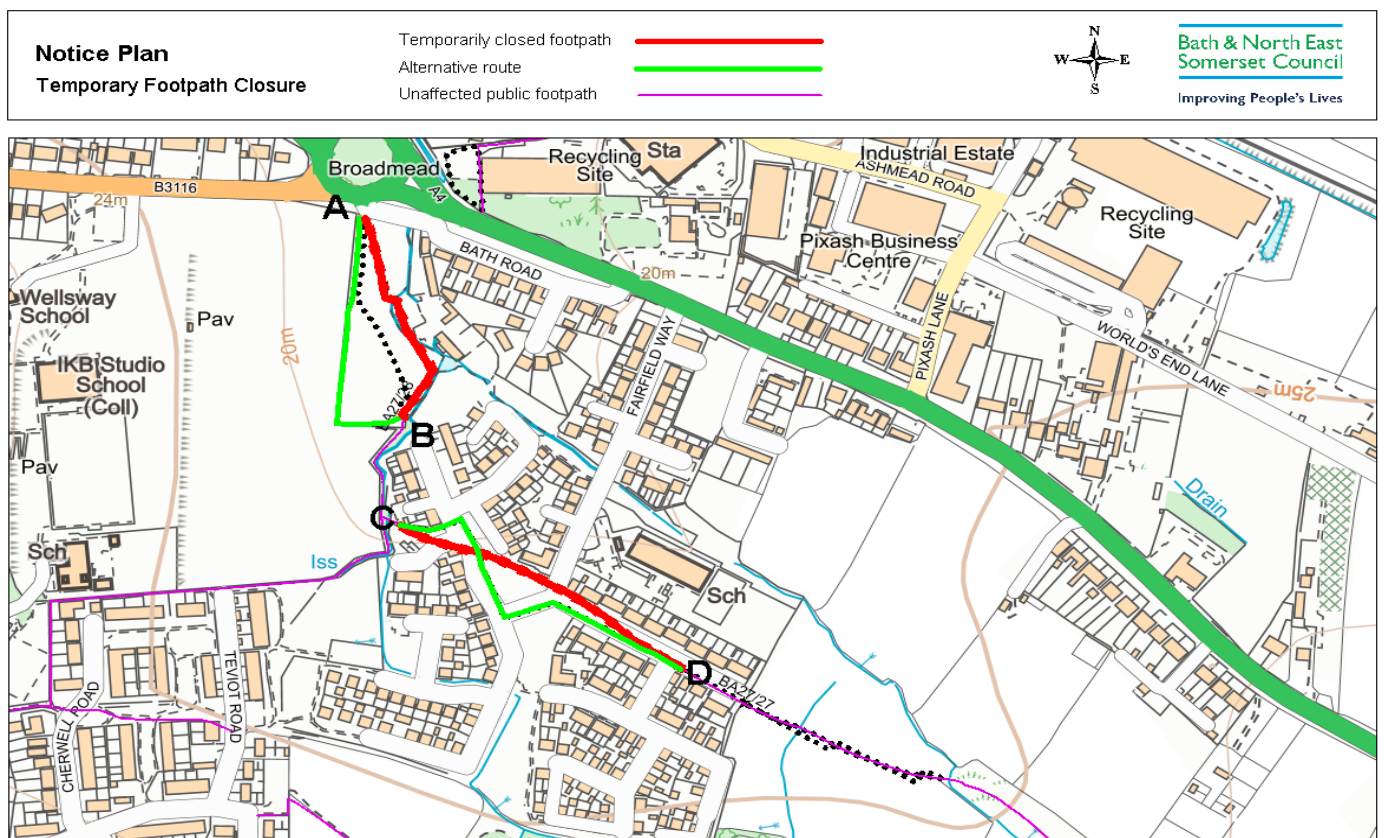 Notice Plan
Temporary Footpath Closure
Temporarily closed footpath
Alternative route
Unaffected public footpath
N
W
E
S
Bath & North East
Somerset Council
Improving People's Lives
Broadmead
Recycling
Site
Sta
Industrial Estate
ASHMEAD ROAD
B3116
24m
A
A4
Recycling
Site
Pixash Business
Centre
BATH ROAD
20m
Wellsway
School
Pav
20m
IKB Studio
School
(Coll)
FAIRFIELD WAY
PIXASH LANE
WORLD'S END LANE
25m
B
Pav
Drain
C
Sch
Iss
Sch
D
BA27/27
TEVIOT ROAD
CHERWELL ROAD